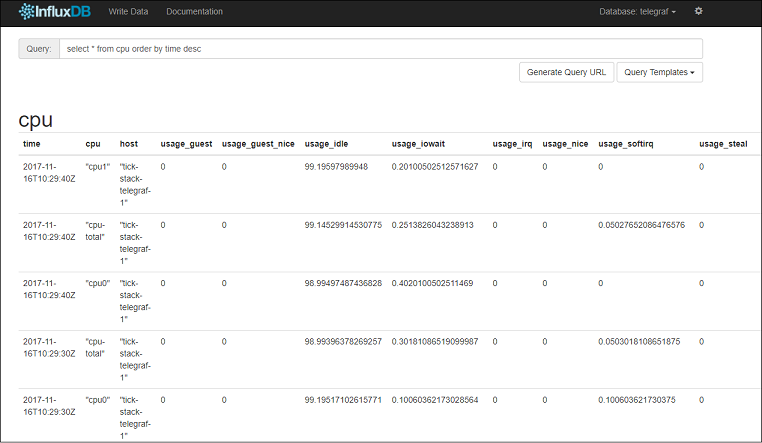 InfluxDB Write Data Documentation Database: telegraf
Query: select * from cpu order by time desc
Generate Query URL Query Templates
cpu
time cpu host usage_guest usage_guest_nice usage_idle usage_iowait usage_irq usage_nice usage_softirq usage_steal
2017-11- "cpu1" "tick- 0 0 99.19597989948 0.20100502512571627 0 0 0 0
16T10:29:40Z stack-
telegraf-
1"
2017-11- "cpu- "tick- 0 0 99.14529914530775 0.2513826043238913 0 0 0.05027652086476576 0
16T10:29:40Z total" stack-
telegraf-
1"
2017-11- "cpu0" "tick- 0 0 98.99497487436828 0.4020100502511469 0 0 0 0
16T10:29:40Z stack-
telegraf-
1"
2017-11- "cpu- "tick- 0 0 98.99396378269257 0.30181086519099987 0 0 0.0503018108651875 0
16T10:29:30Z total" stack-
telegraf-
1"
2017-11- "cpu0" "tick- 0 0 99.19517102615771 0.10060362173028564 0 0 0.100603621730375 0
16T10:29:30Z stack-
telegraf-
1"